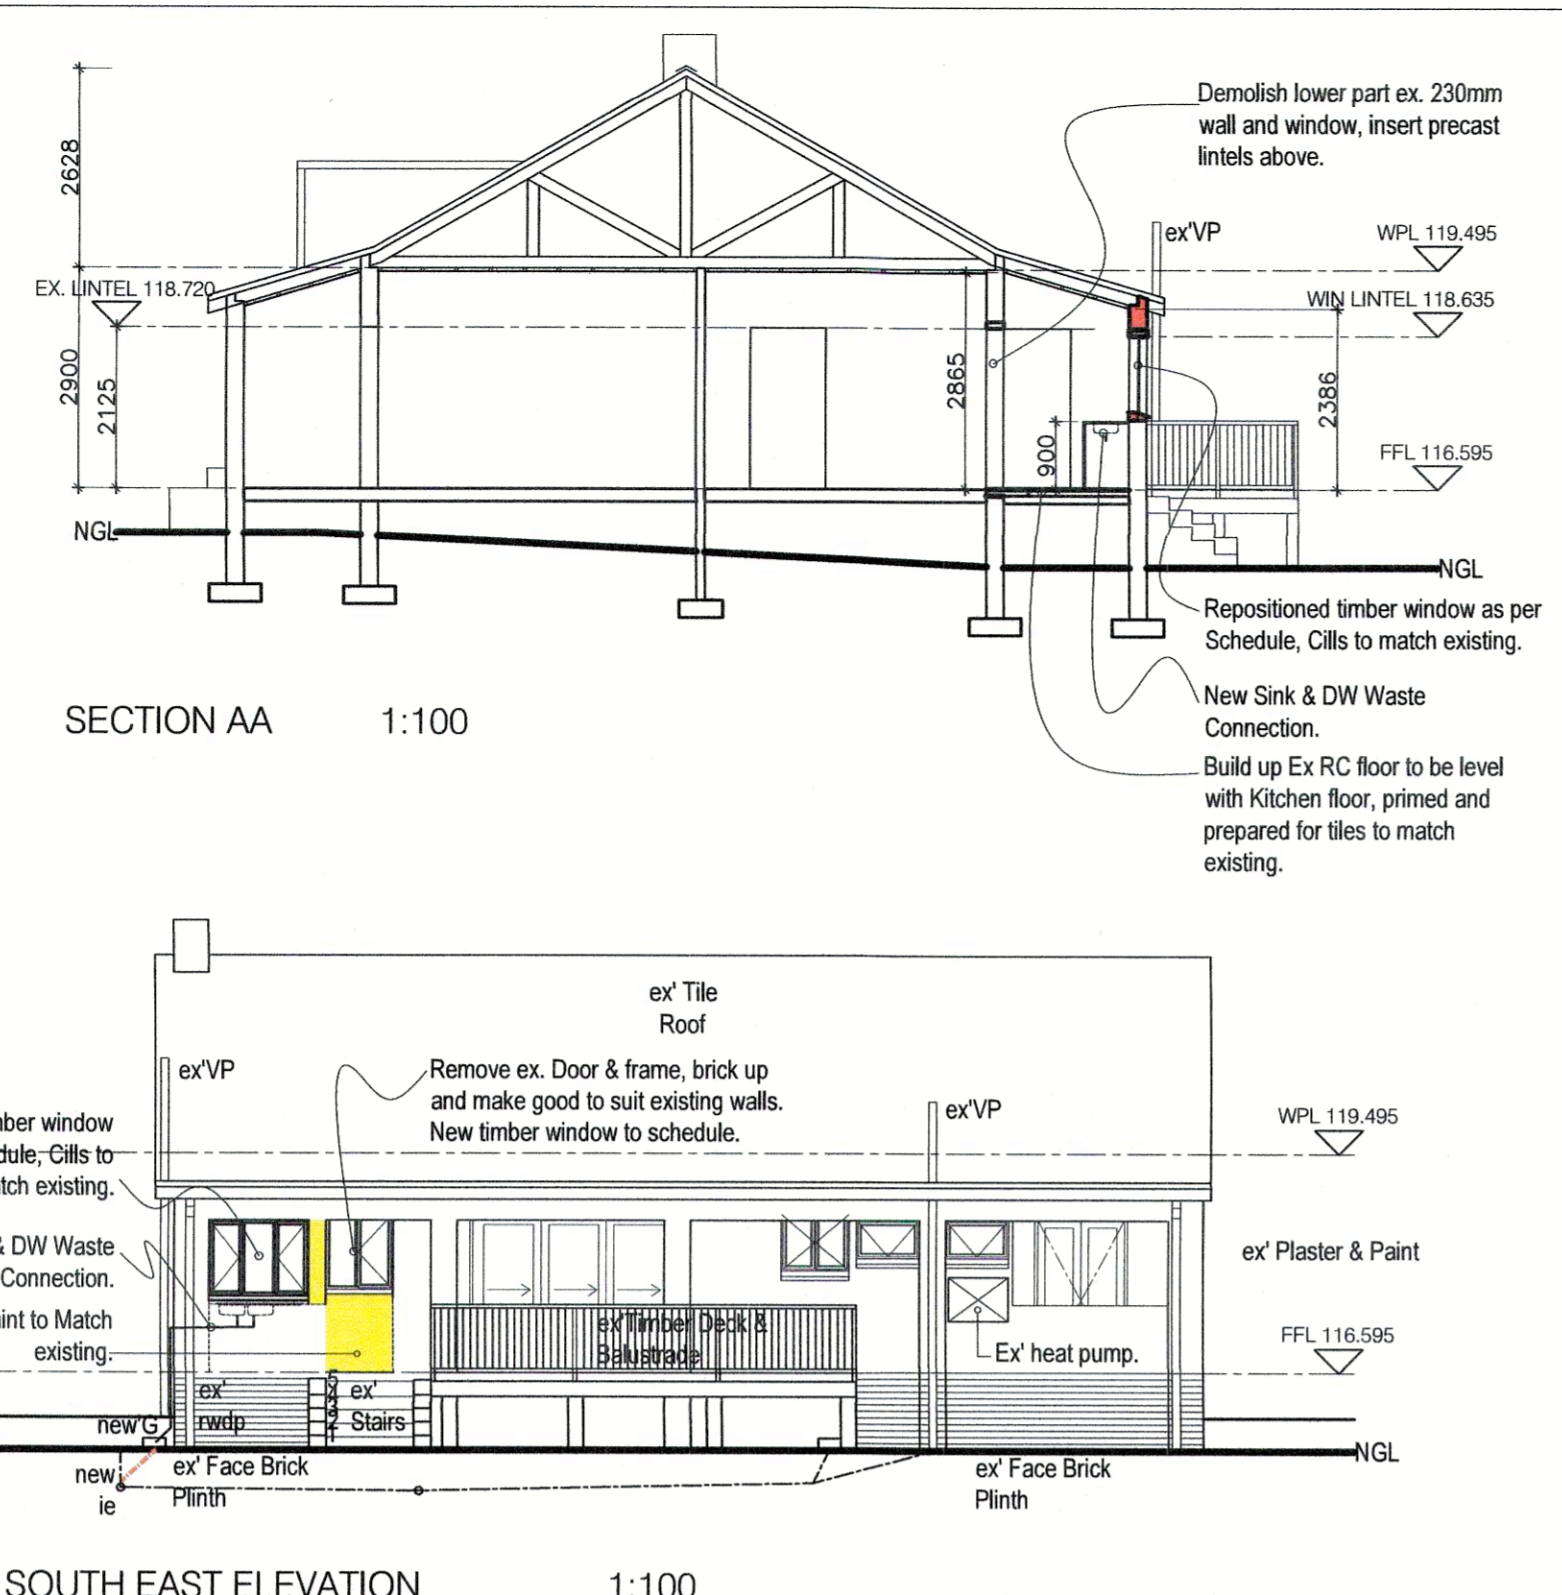 Demolish lower part ex. 230mm
wall and window, insert precast
lintels above.
2628
ex'VP
WPL 119.495
EX. LINTEL 118.720
WIN LINTEL 118.635
2900
2125
2865
900
2386
FFL 116.595
NGL
NGL
Repositioned timber window as per
Schedule, Cills to match existing.
New Sink & DW Waste
Connection.
Build up Ex RC floor to be level
with Kitchen floor, primed and
prepared for tiles to match
existing.
SECTION AA 1:100
ex' Tile
Roof
ex'VP
Remove ex. Door & frame, brick up
and make good to suit existing walls.
New timber window to schedule.
ex'VP
WPL 119.495
window
Cills to
existing.
& DW Waste
Connection.
to Match
existing.
ex' Plaster & Paint
ex'Timber Deck &
Balustrade
Ex' heat pump.
FFL 116.595
ex'
rwdp
ex'
Stairs
new'G
NGL
new
ie
ex' Face Brick
Plinth
ex' Face Brick
Plinth
SOUTH EAST ELEVATION 1:100